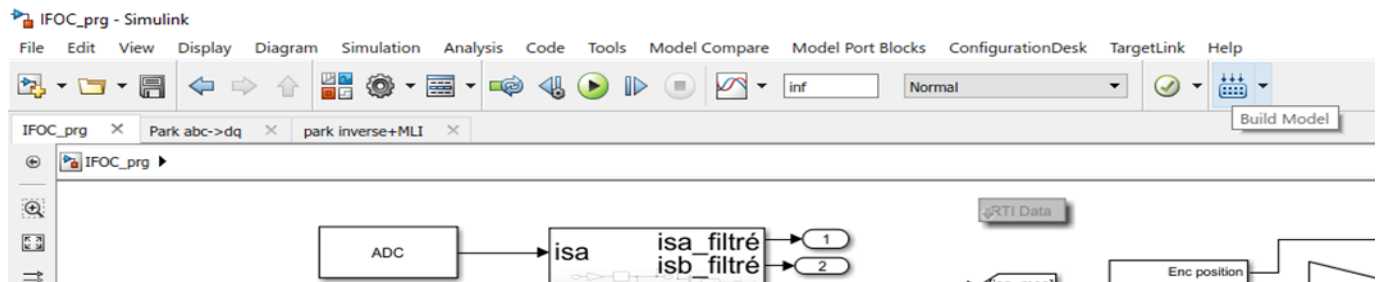 IFOC_prg - Simulink
File Edit View Display Diagram Simulation Analysis Code Tools Model Compare Model Port Blocks ConfigurationDesk TargetLink Help
inf Normal
Build Model
IFOC_prg Park abc->dq park inverse+MLI
IFOC_prg
RTI Data
ADC isa isa_filtré 1
isb_filtré 2
Enc position